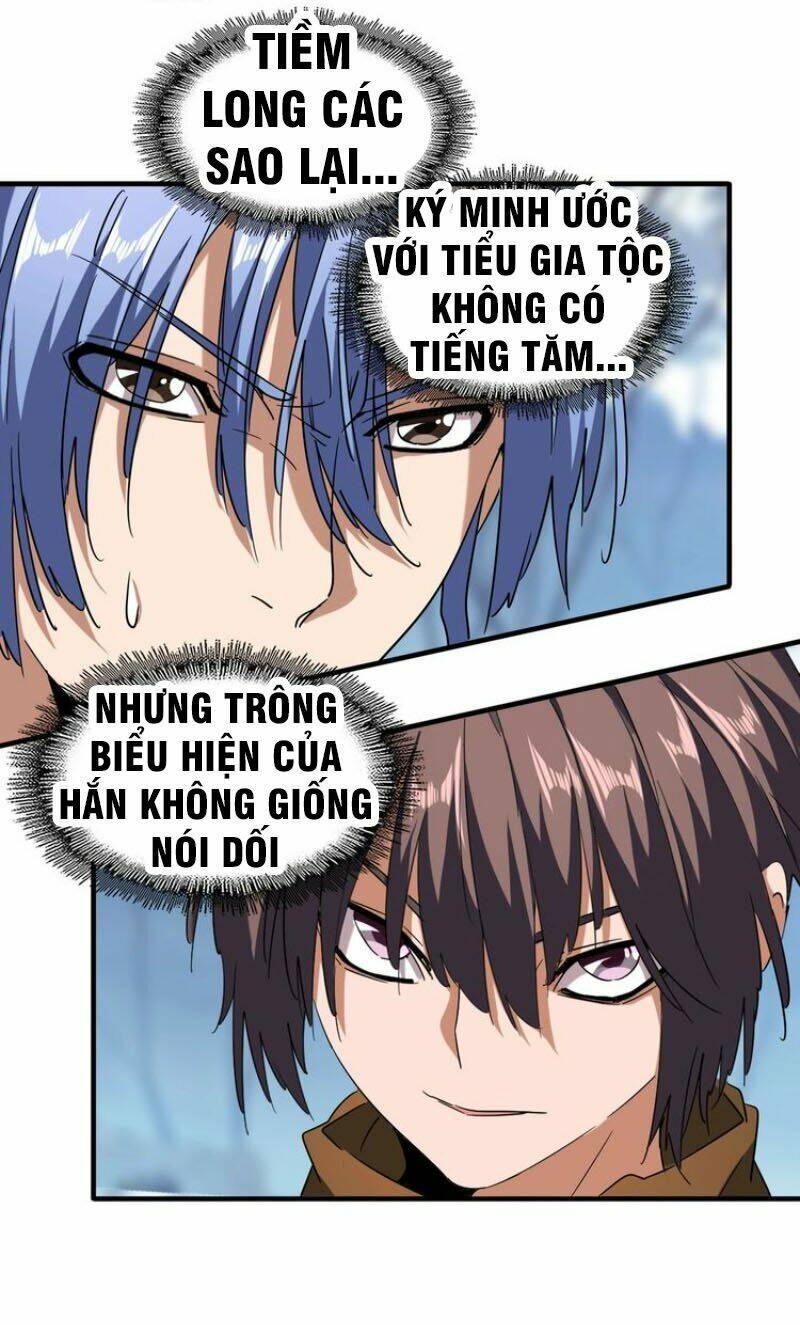 TIỀM
LONG CÁC
SAO LẠI...
KÝ MINH ƯỚC
VỚI TIỂU GIA TỘC
KHÔNG CÓ
TIẾNG TĂM...
NHƯNG TRÔNG
BIỂU HIỆN CỦA
HẮN KHÔNG GIỐNG
NÓI DỐI